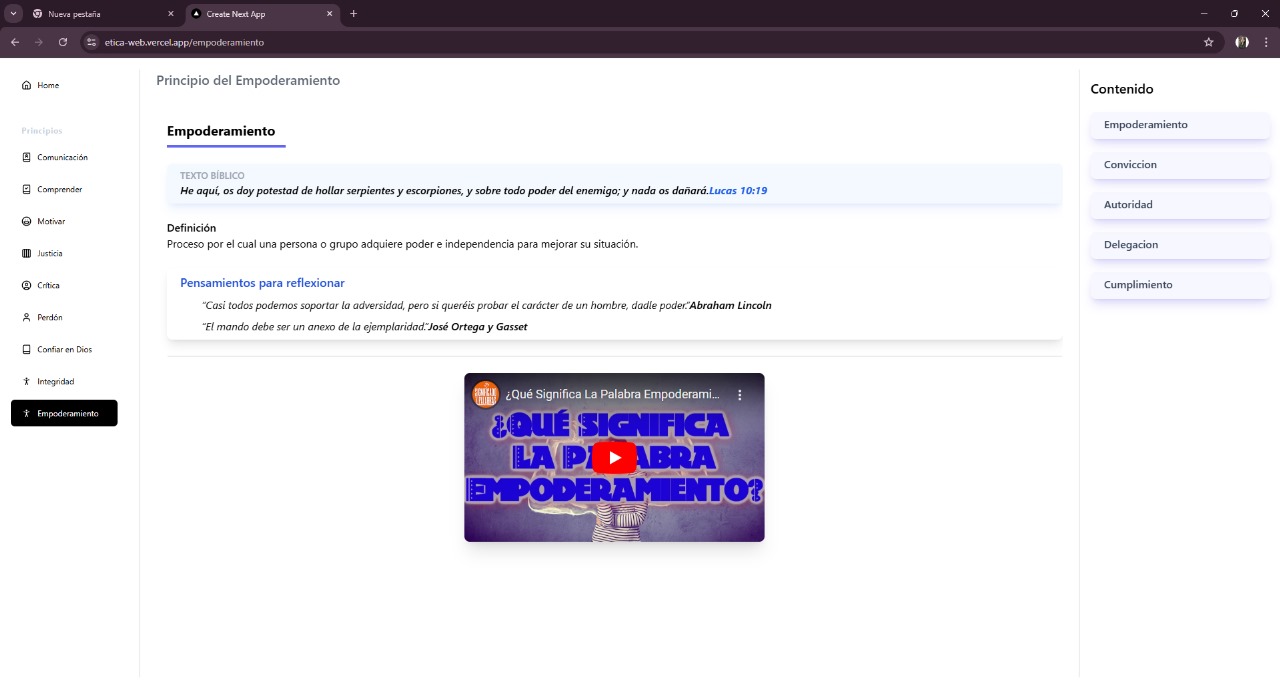 Nueva pestaña
Create Next App
etica-web.vercel.app/empoderamiento
Home
Principios
Comunicación
Comprender
Motivar
Justicia
Crítica
Perdón
Confiar en Dios
Integridad
Empoderamiento
Principio del Empoderamiento
Empoderamiento
TEXTO BÍBLICO
He aquí, os doy potestad de hollar serpientes y escorpiones, y sobre todo poder del enemigo; y nada os dañará.Lucas 10:19
Definición
Proceso por el cual una persona o grupo adquiere poder e independencia para mejorar su situación.
Pensamientos para reflexionar
“Casi todos podemos soportar la adversidad, pero si queréis probar el carácter de un hombre, dadle poder.”Abraham Lincoln
“El mando debe ser un anexo de la ejemplaridad.”José Ortega y Gasset
¿Qué Significa La Palabra Empoderami...
¿QUÉ SIGNIFICA
LA PALABRA
EMPODERAMIENTO?
Contenido
Empoderamiento
Conviccion
Autoridad
Delegacion
Cumplimiento